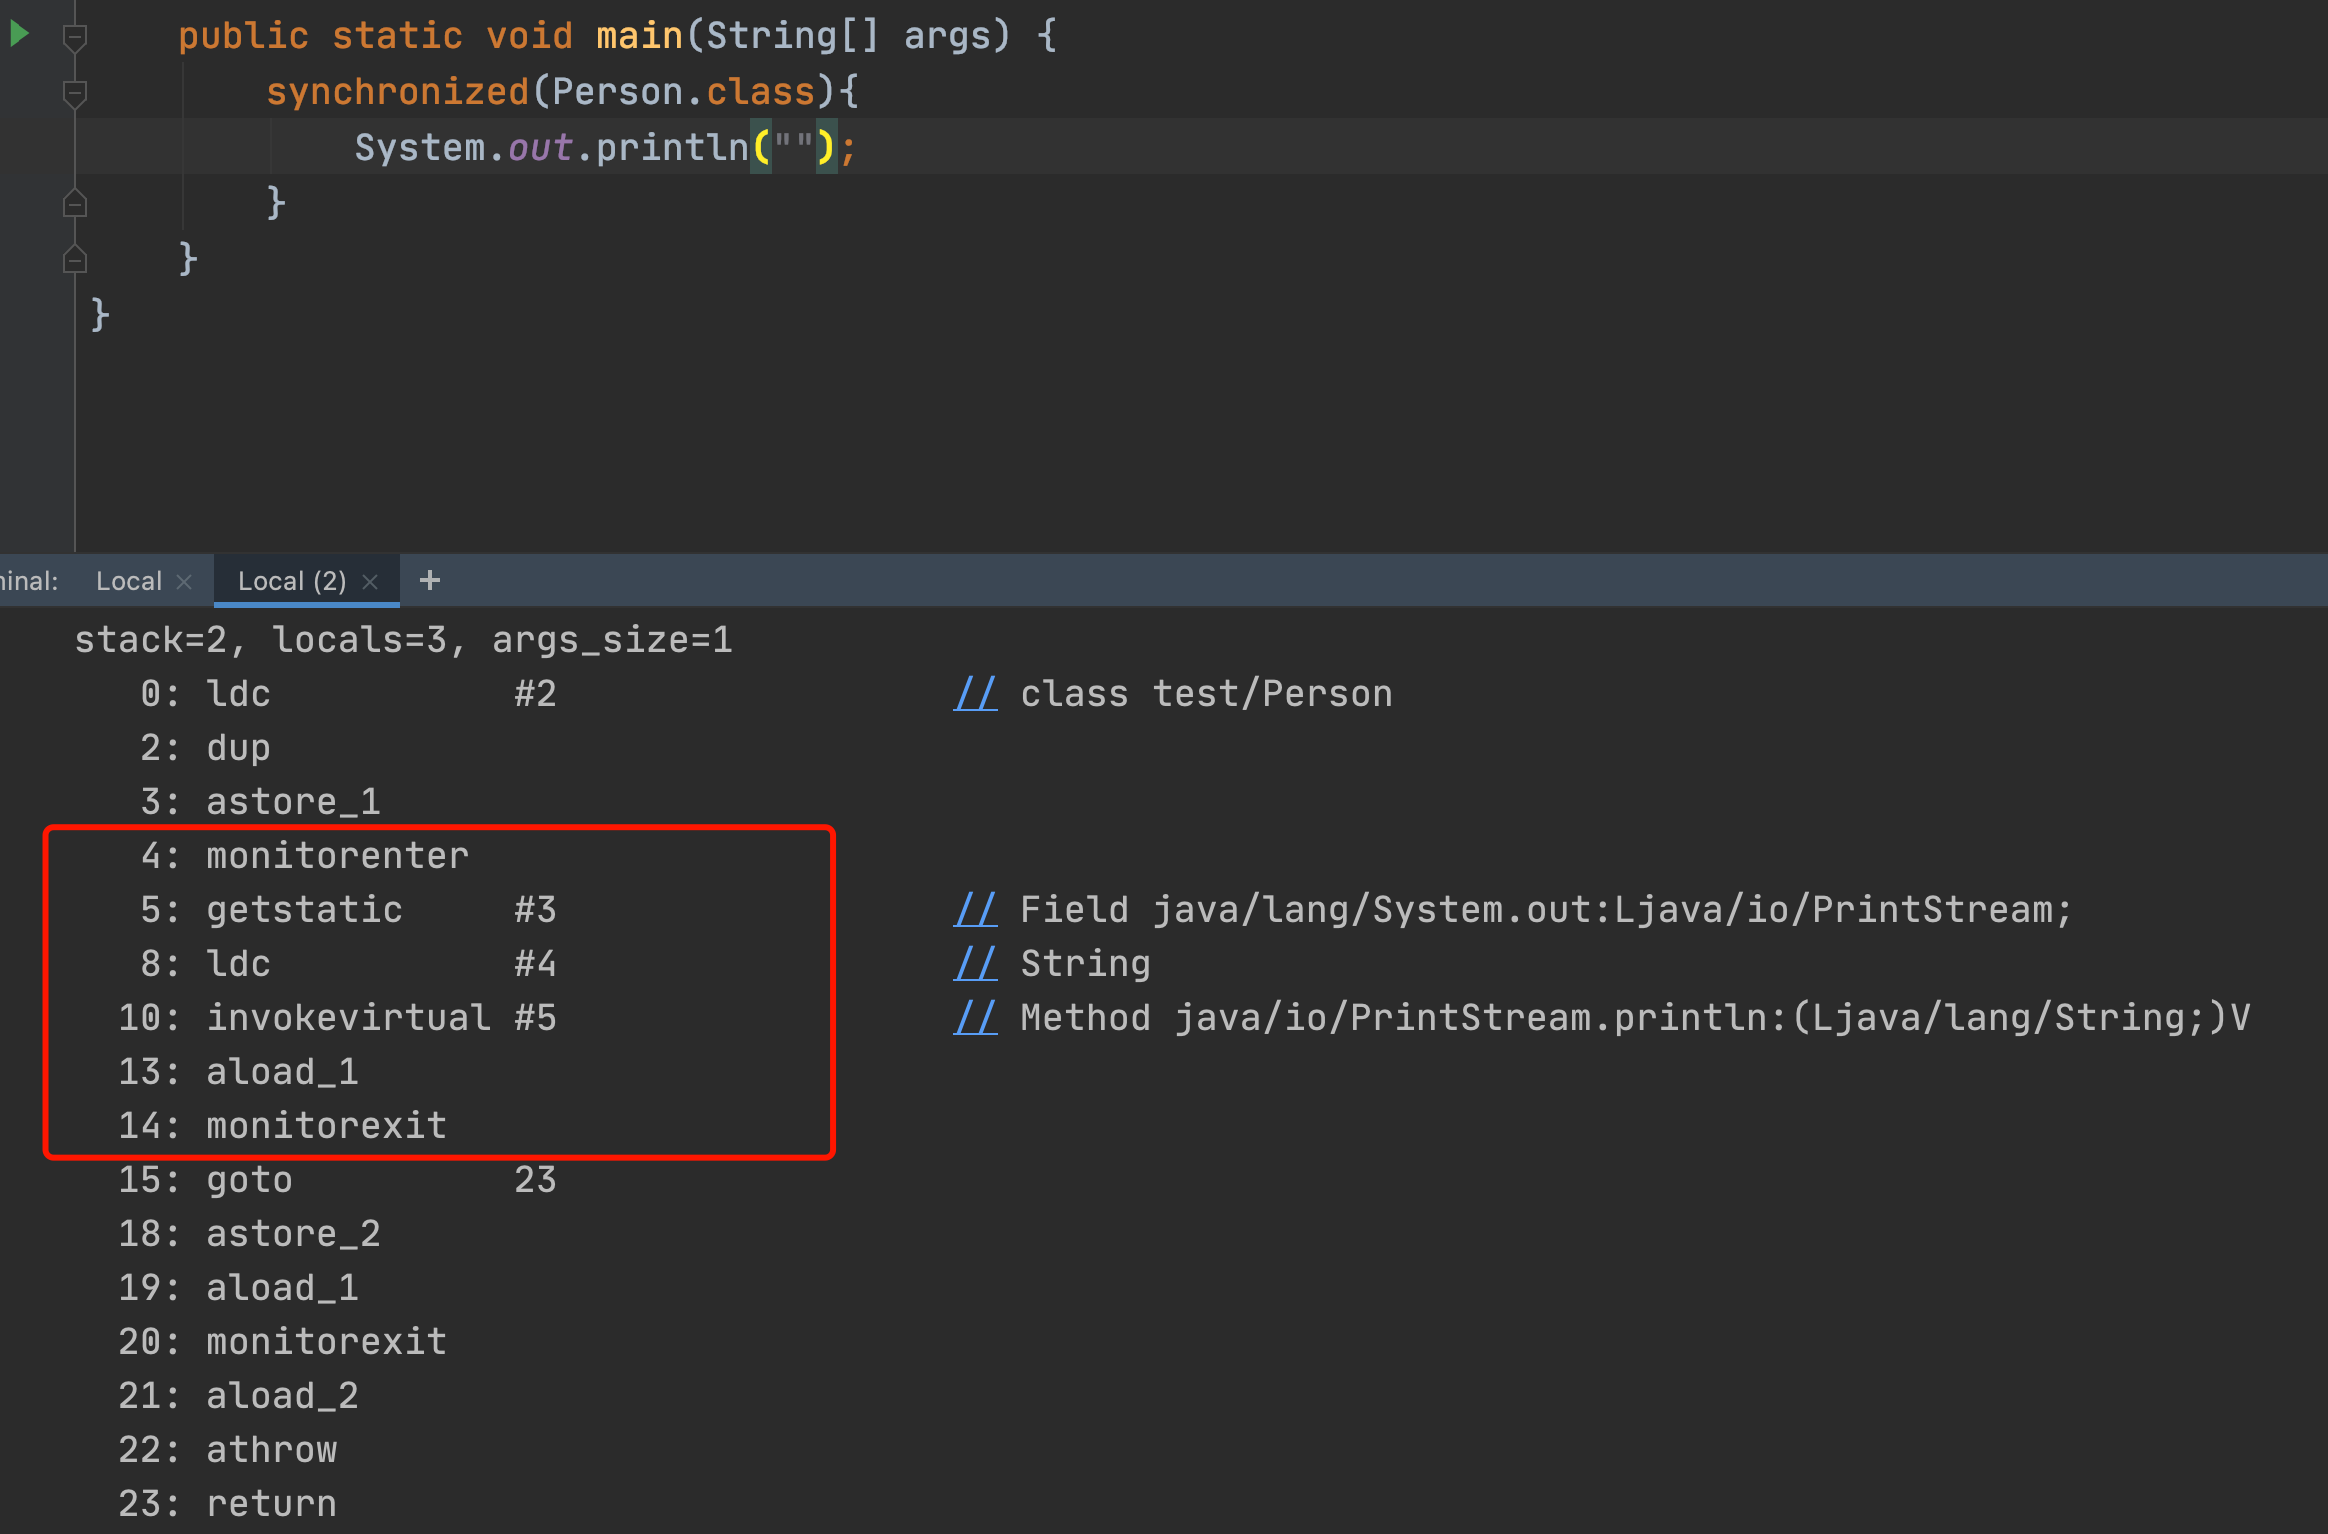 public static void main(String[] args) {
synchronized(Person.class){
System.out.println("");
}
}
}
inal: Local Local (2) +
stack=2, locals=3, args_size=1
0: ldc #2 // class test/Person
2: dup
3: astore_1
4: monitorenter
5: getstatic #3 // Field java/lang/System.out:Ljava/io/PrintStream;
8: ldc #4 // String
10: invokevirtual #5 // Method java/io/PrintStream.println:(Ljava/lang/String;)V
13: aload_1
14: monitorexit
15: goto 23
18: astore_2
19: aload_1
20: monitorexit
21: aload_2
22: athrow
23: return